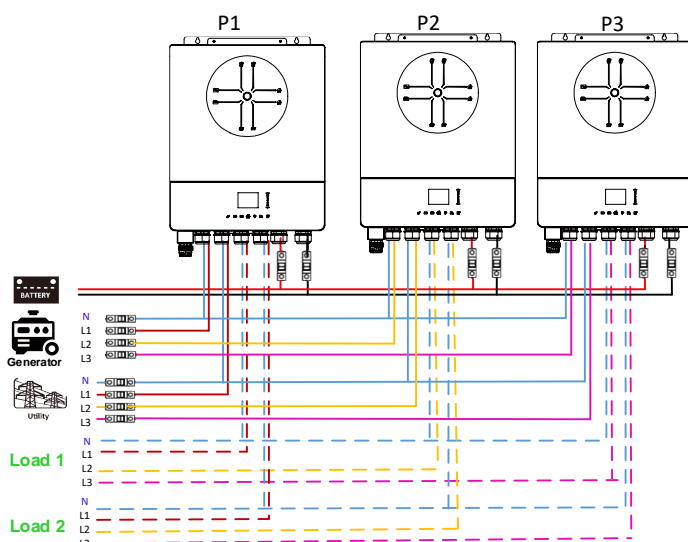 P1
P2
P3
BATTERY
N
L1
L2
L3
Generator
N
L1
L2
L3
Utility
N
L1
L2
L3
Load 1
N
L1
L2
Load 2